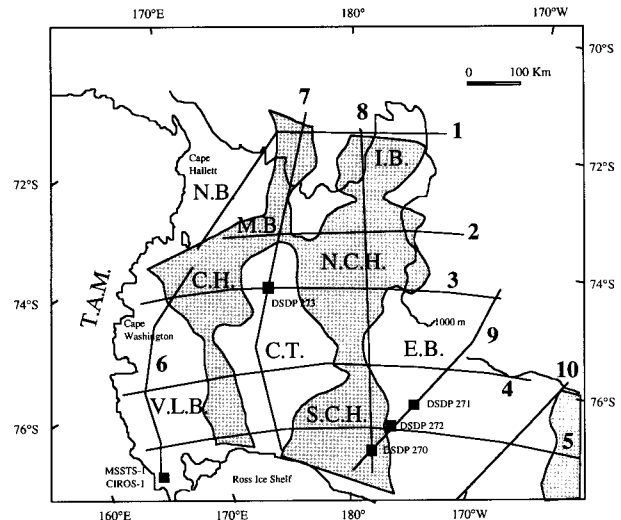 170°E
180°
170°W
70°S
0 100 Km
7
8
1
Cape
Hallett
I.B.
72°S
72°S
N.B
M.B.
2
T.A.M.
C.H.
N.C.H.
3
74°S
74°S
DSDP 273
1000 m
Cape
Washington
9
6
C.T.
E.B.
10
4
V.L.B.
S.C.H.
DSDP 271
76°S
76°S
DSDP 272
5
DSDP 270
MSSTS-1
CIROS-1
Ross Ice Shelf
160°E
170°E
180°
170°W